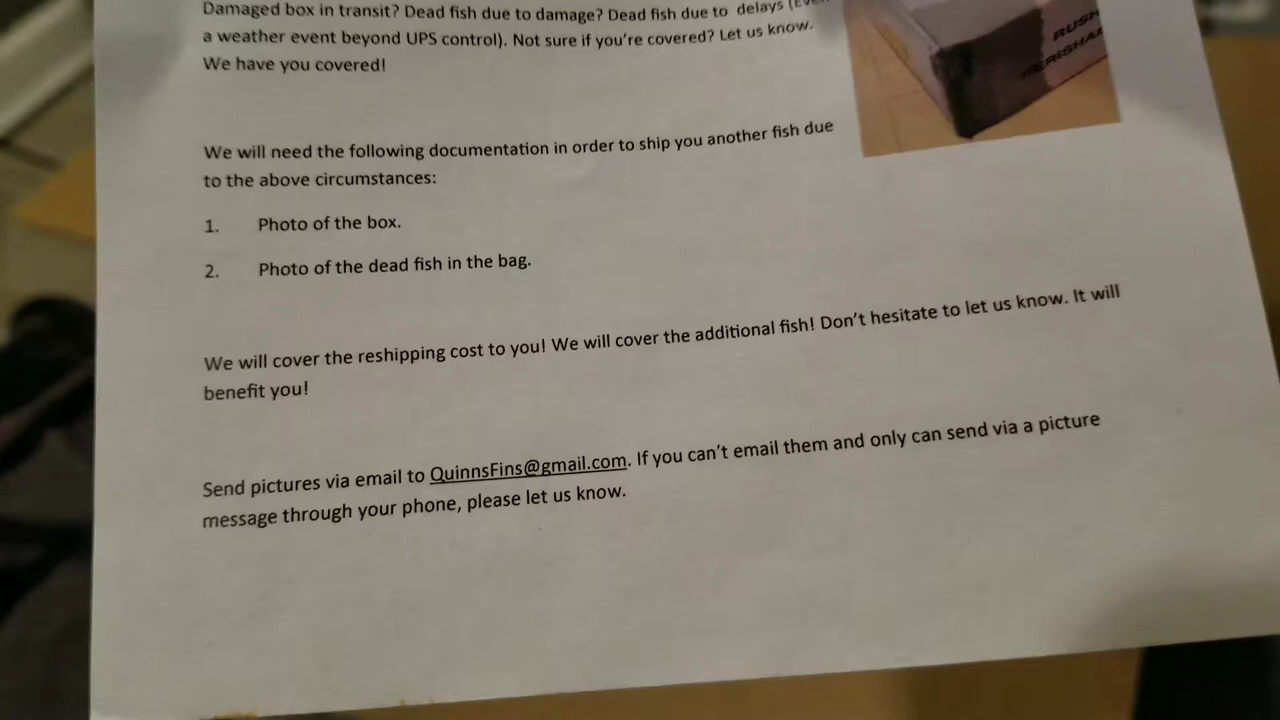 Damaged box in transit? Dead fish due to damage? Dead fish due to delays
a weather event beyond UPS control). Not sure if you're covered? Let us know.
We have you covered!
RUSH
We will need the following documentation in order to ship you another fish due
to the above circumstances:
1. Photo of the box.
2. Photo of the dead fish in the bag.
We will cover the reshipping cost to you! We will cover the additional fish! Don't hesitate to let us know. It will
benefit you!
Send pictures via email to QuinnsFins@gmail.com. If you can't email them and only can send via a picture
message through your phone, please let us know.